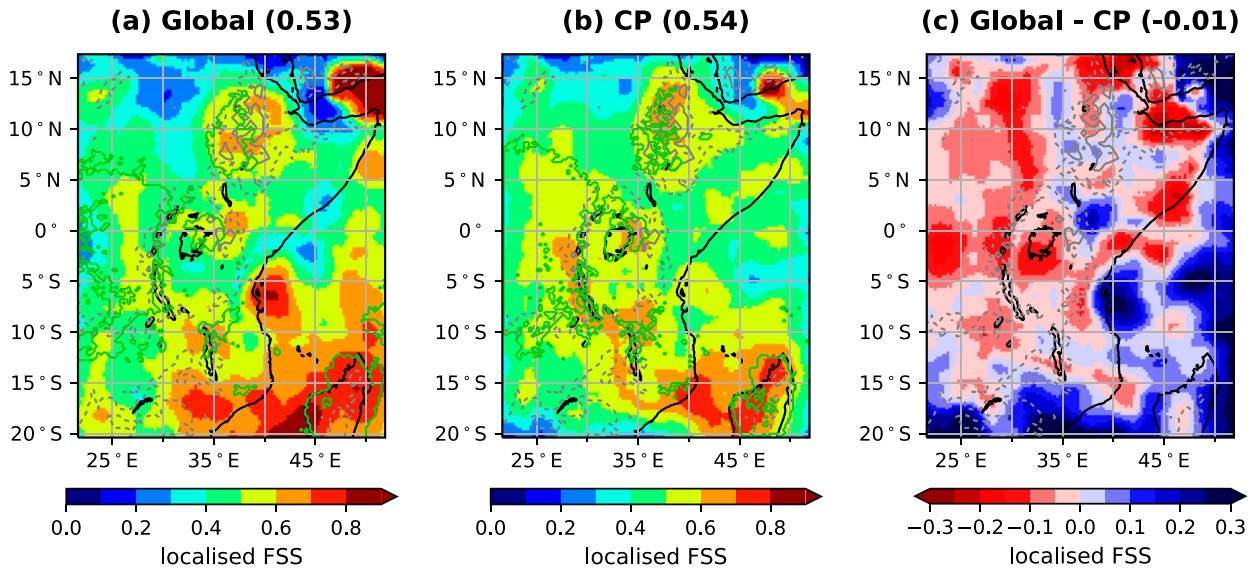 (a) Global (0.53)
(b) CP (0.54)
(c) Global - CP (-0.01)
15°N
10°N
5°N
0°
5°S
10°S
15°S
20°S
25°E
35°E
45°E
15°N
10°N
5°N
0°
5°S
10°S
15°S
20°S
25°E
35°E
45°E
15°N
10°N
5°N
0°
5°S
10°S
15°S
20°S
25°E
35°E
45°E
0.0 0.2 0.4 0.6 0.8
localised FSS
0.0 0.2 0.4 0.6 0.8
localised FSS
−0.3 −0.2 −0.1 0.0 0.1 0.2 0.3
localised FSS